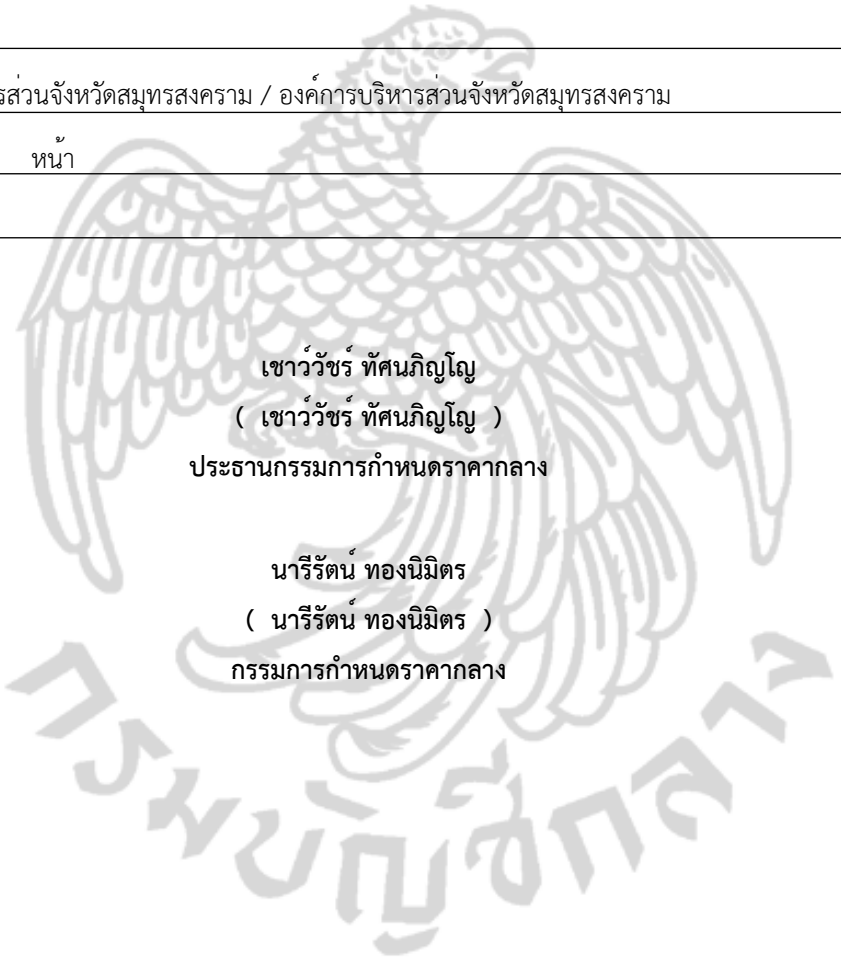 รส่วนจังหวัดสมุทรสงคราม / องค์การบริหารส่วนจังหวัดสมุทรสงคราม
หน้า
เชาว์วัชร์ ทัศนภิญโญ
( เชาว์วัชร์ ทัศนภิญโญ )
ประธานกรรมการกำหนดราคากลาง
นารีรัตน์ ทองนิมิตร
( นารีรัตน์ ทองนิมิตร )
กรรมการกำหนดราคากลาง
กรมบัญชีกลาง